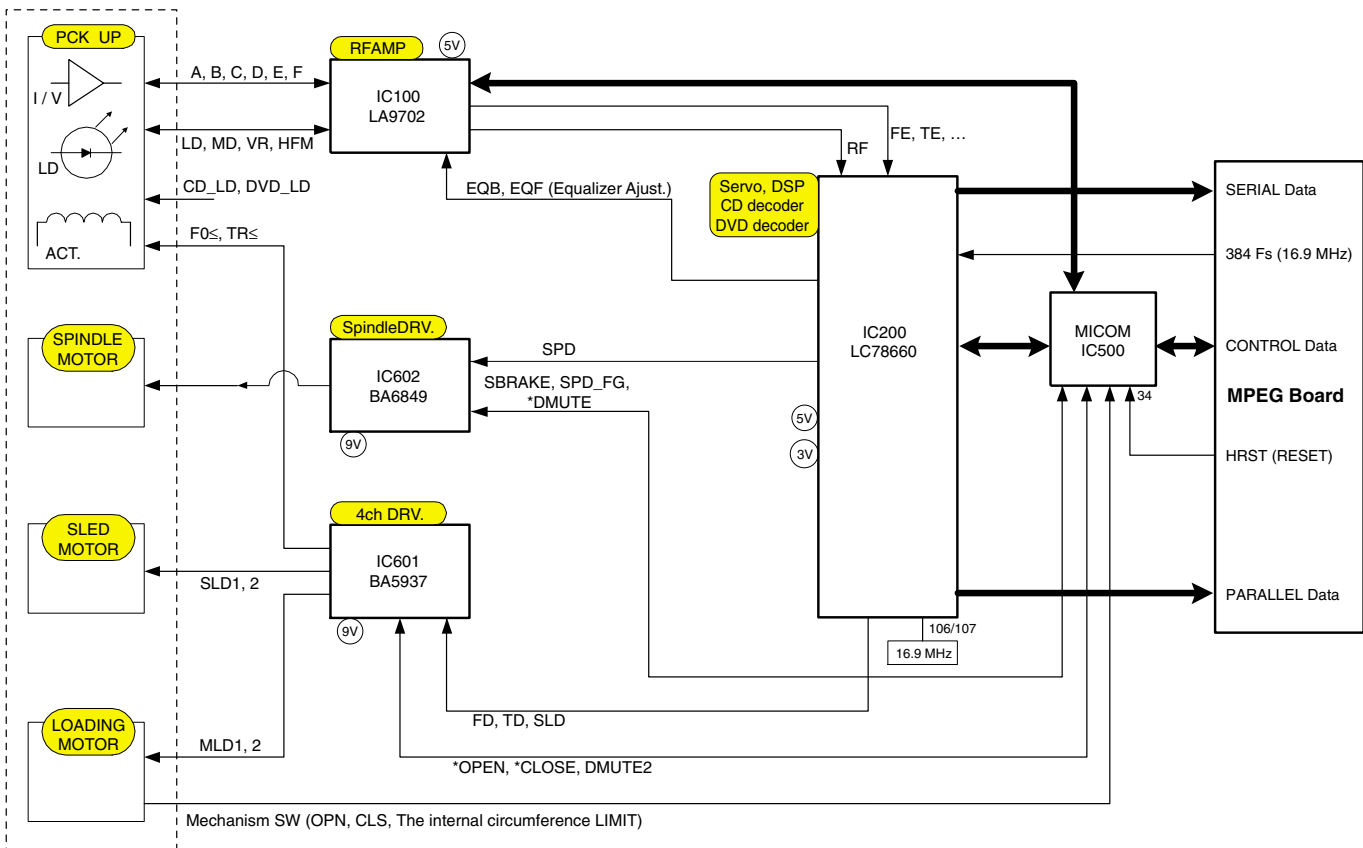 PCK UP
I / V
LD
ACT.
A, B, C, D, E, F
LD, MD, VR, HFM
CD_LD, DVD_LD
F0≤, TR≤
RFAMP
5V
IC100
LA9702
FE, TE, …
RF
EQB, EQF (Equalizer Ajust.)
Servo, DSP
CD decoder
DVD decoder
IC200
LC78660
5V
3V
106/107
16.9 MHz
SERIAL Data
384 Fs (16.9 MHz)
MICOM
IC500
34
CONTROL Data
MPEG Board
HRST (RESET)
PARALLEL Data
SPINDLE
MOTOR
SpindleDRV.
IC602
BA6849
9V
SPD
SBRAKE, SPD_FG,
*DMUTE
SLED
MOTOR
SLD1, 2
4ch DRV.
IC601
BA5937
9V
FD, TD, SLD
LOADING
MOTOR
MLD1, 2
*OPEN, *CLOSE, DMUTE2
Mechanism SW (OPN, CLS, The internal circumference LIMIT)